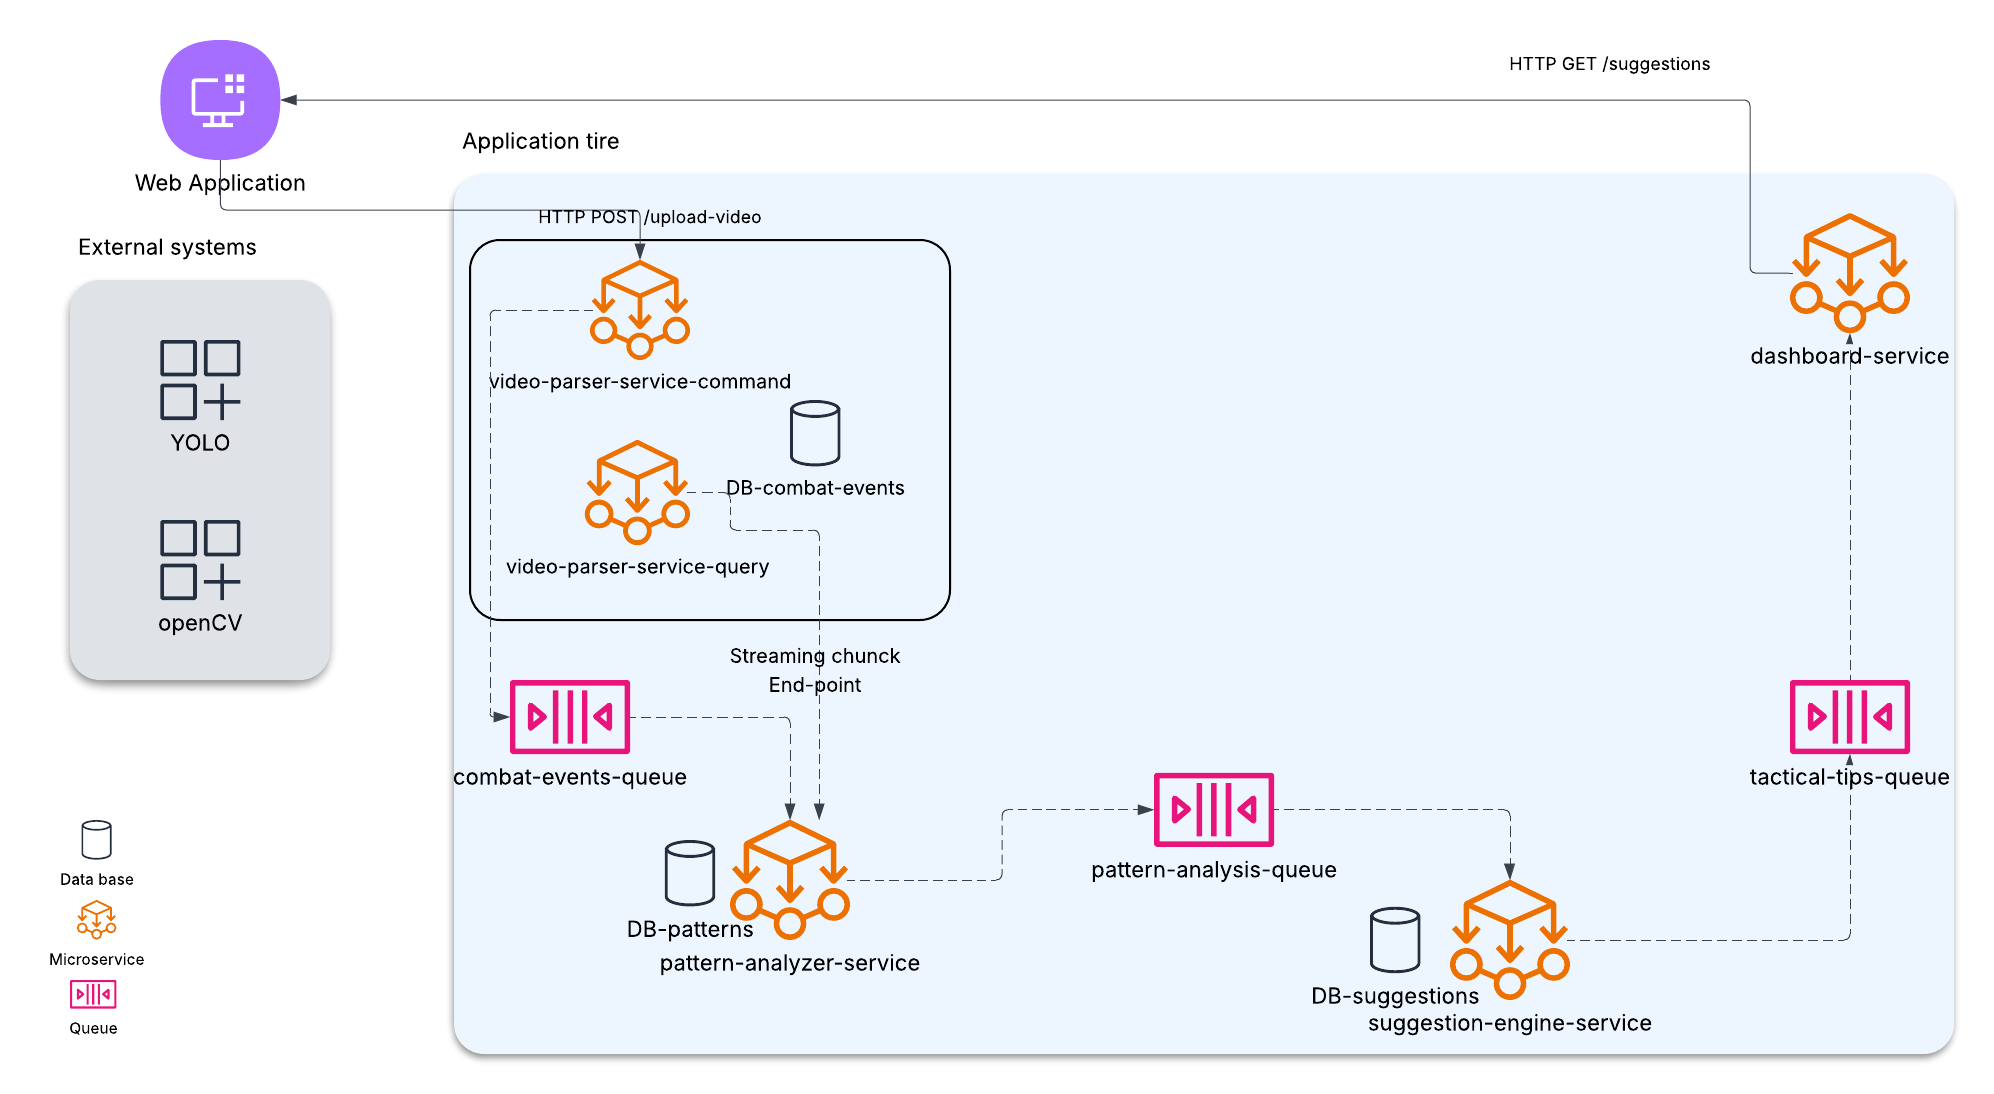 HTTP GET /suggestions
Application tire
Web Application
HTTP POST /upload-video
External systems
dashboard-service
video-parser-service-command
YOLO
DB-combat-events
video-parser-service-query
openCV
Streaming chunck
End-point
combat-events-queue
tactical-tips-queue
pattern-analysis-queue
Data base
DB-patterns
pattern-analyzer-service
Microservice
DB-suggestions
suggestion-engine-service
Queue